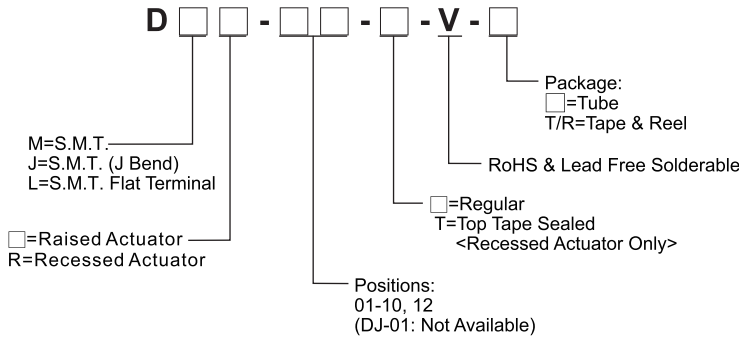 D □ □ - □ □ - □ - V - □
Package:
□=Tube
T/R=Tape & Reel
M=S.M.T.
J=S.M.T. (J Bend)
L=S.M.T. Flat Terminal
RoHS & Lead Free Solderable
□=Regular
T=Top Tape Sealed
<Recessed Actuator Only>
□=Raised Actuator
R=Recessed Actuator
Positions:
01-10, 12
(DJ-01: Not Available)